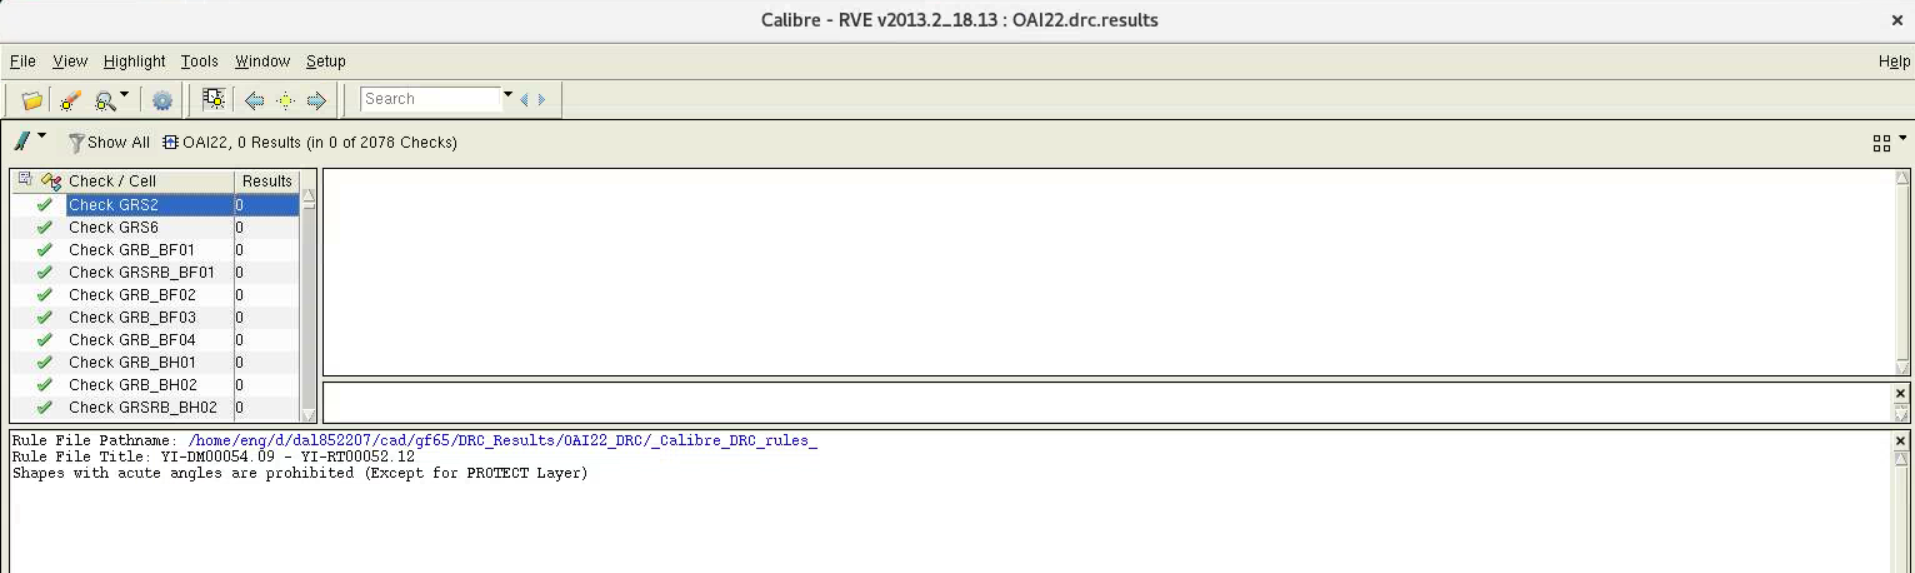 Calibre - RVE v2013.2_18.13 : OAI22.drc.results
File View Highlight Tools Window Setup Help
Search
Show All OAI22, 0 Results (in 0 of 2078 Checks)
Check / Cell Results
Check GRS2 0
Check GRS6 0
Check GRB_BF01 0
Check GRSRB_BF01 0
Check GRB_BF02 0
Check GRB_BF03 0
Check GRB_BF04 0
Check GRB_BH01 0
Check GRB_BH02 0
Check GRSRB_BH02 0
Rule File Pathname: /home/eng/d/dal852207/cad/gf65/DRC_Results/OAI22_DRC/_Calibre_DRC_rules_
Rule File Title: YI-DM00054.09 - YI-RT00052.12
Shapes with acute angles are prohibited (Except for PROTECT Layer)